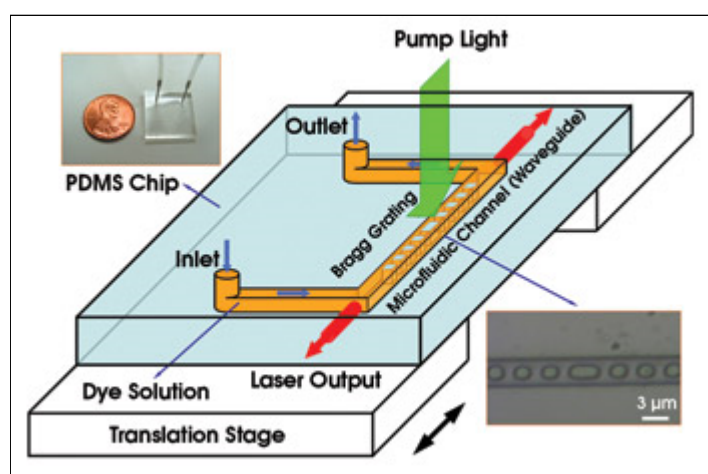 Pump Light
Outlet
PDMS Chip
Bragg Grating
Microfluidic Channel (Waveguide)
Inlet
Laser Output
Dye Solution
3 μm
Translation Stage